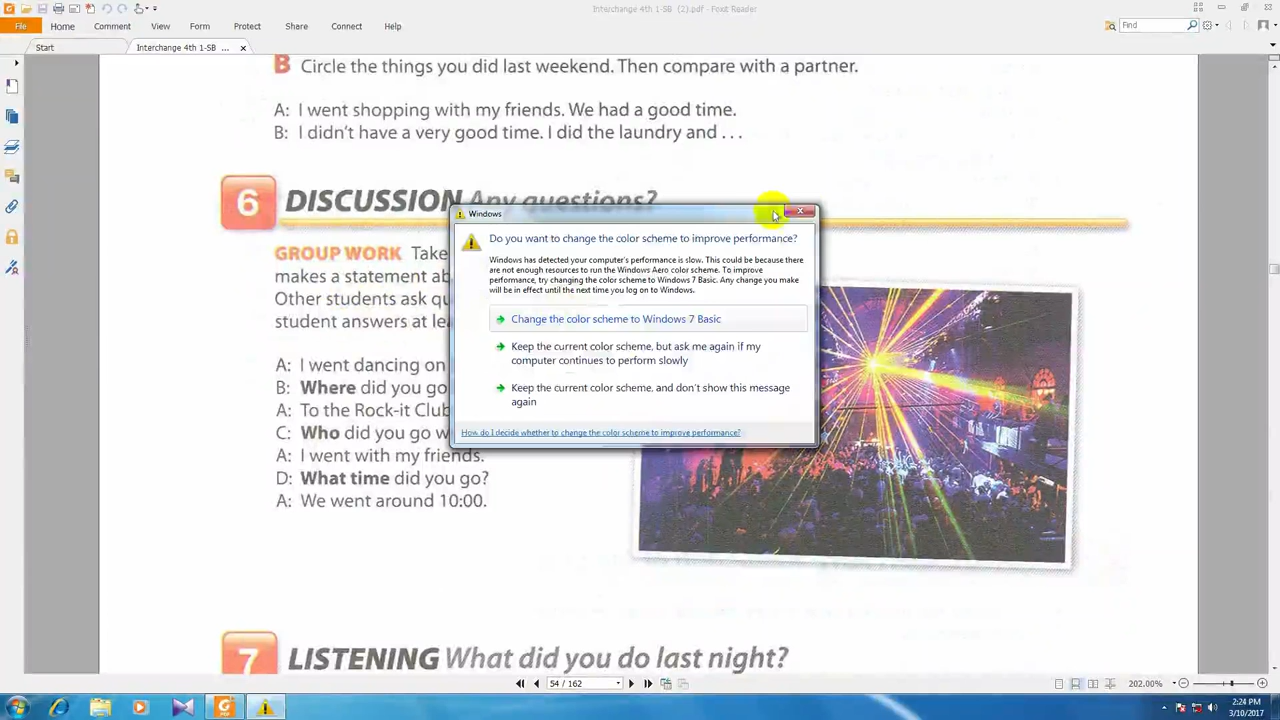 Interchange 4th 1-SB (2).pdf - Foxit Reader
File Home Comment View Form Protect Share Connect Help
Find
Start
Interchange 4th 1-SB ...
B Circle the things you did last weekend. Then compare with a partner.
A: I went shopping with my friends. We had a good time.
B: I didn't have a very good time. I did the laundry and . . .
6 DISCUSSION Any questions?
GROUP WORK Take
makes a statement
Other students ask
student answers at
A: I went dancing on
B: Where did you go
A: To the Rock-it Club
C: Who did you go
A: I went with my friends.
D: What time did you go?
A: We went around 10:00.
Windows
Do you want to change the color scheme to improve performance?
Windows has detected your computer's performance is slow. This could be because there
are not enough resources to run the Windows Aero color scheme. To improve
performance, try changing the color scheme to Windows 7 Basic. Any change you make
will be in effect until the next time you log on to Windows.
Change the color scheme to Windows 7 Basic
Keep the current color scheme, but ask me again if my
computer continues to perform slowly
Keep the current color scheme, and don't show this message
again
How do I decide whether to change the color scheme to improve performance?
7 LISTENING What did you do last night?
54 / 162
202.00%
2:24 PM
3/10/2017